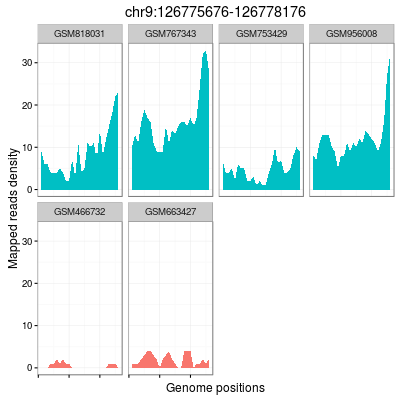 chr9:126775676-126778176
GSM818031 GSM767343 GSM753429 GSM956008
30
20
10
0
GSM466732 GSM663427
30
20
10
0
Mapped reads density
Genome positions